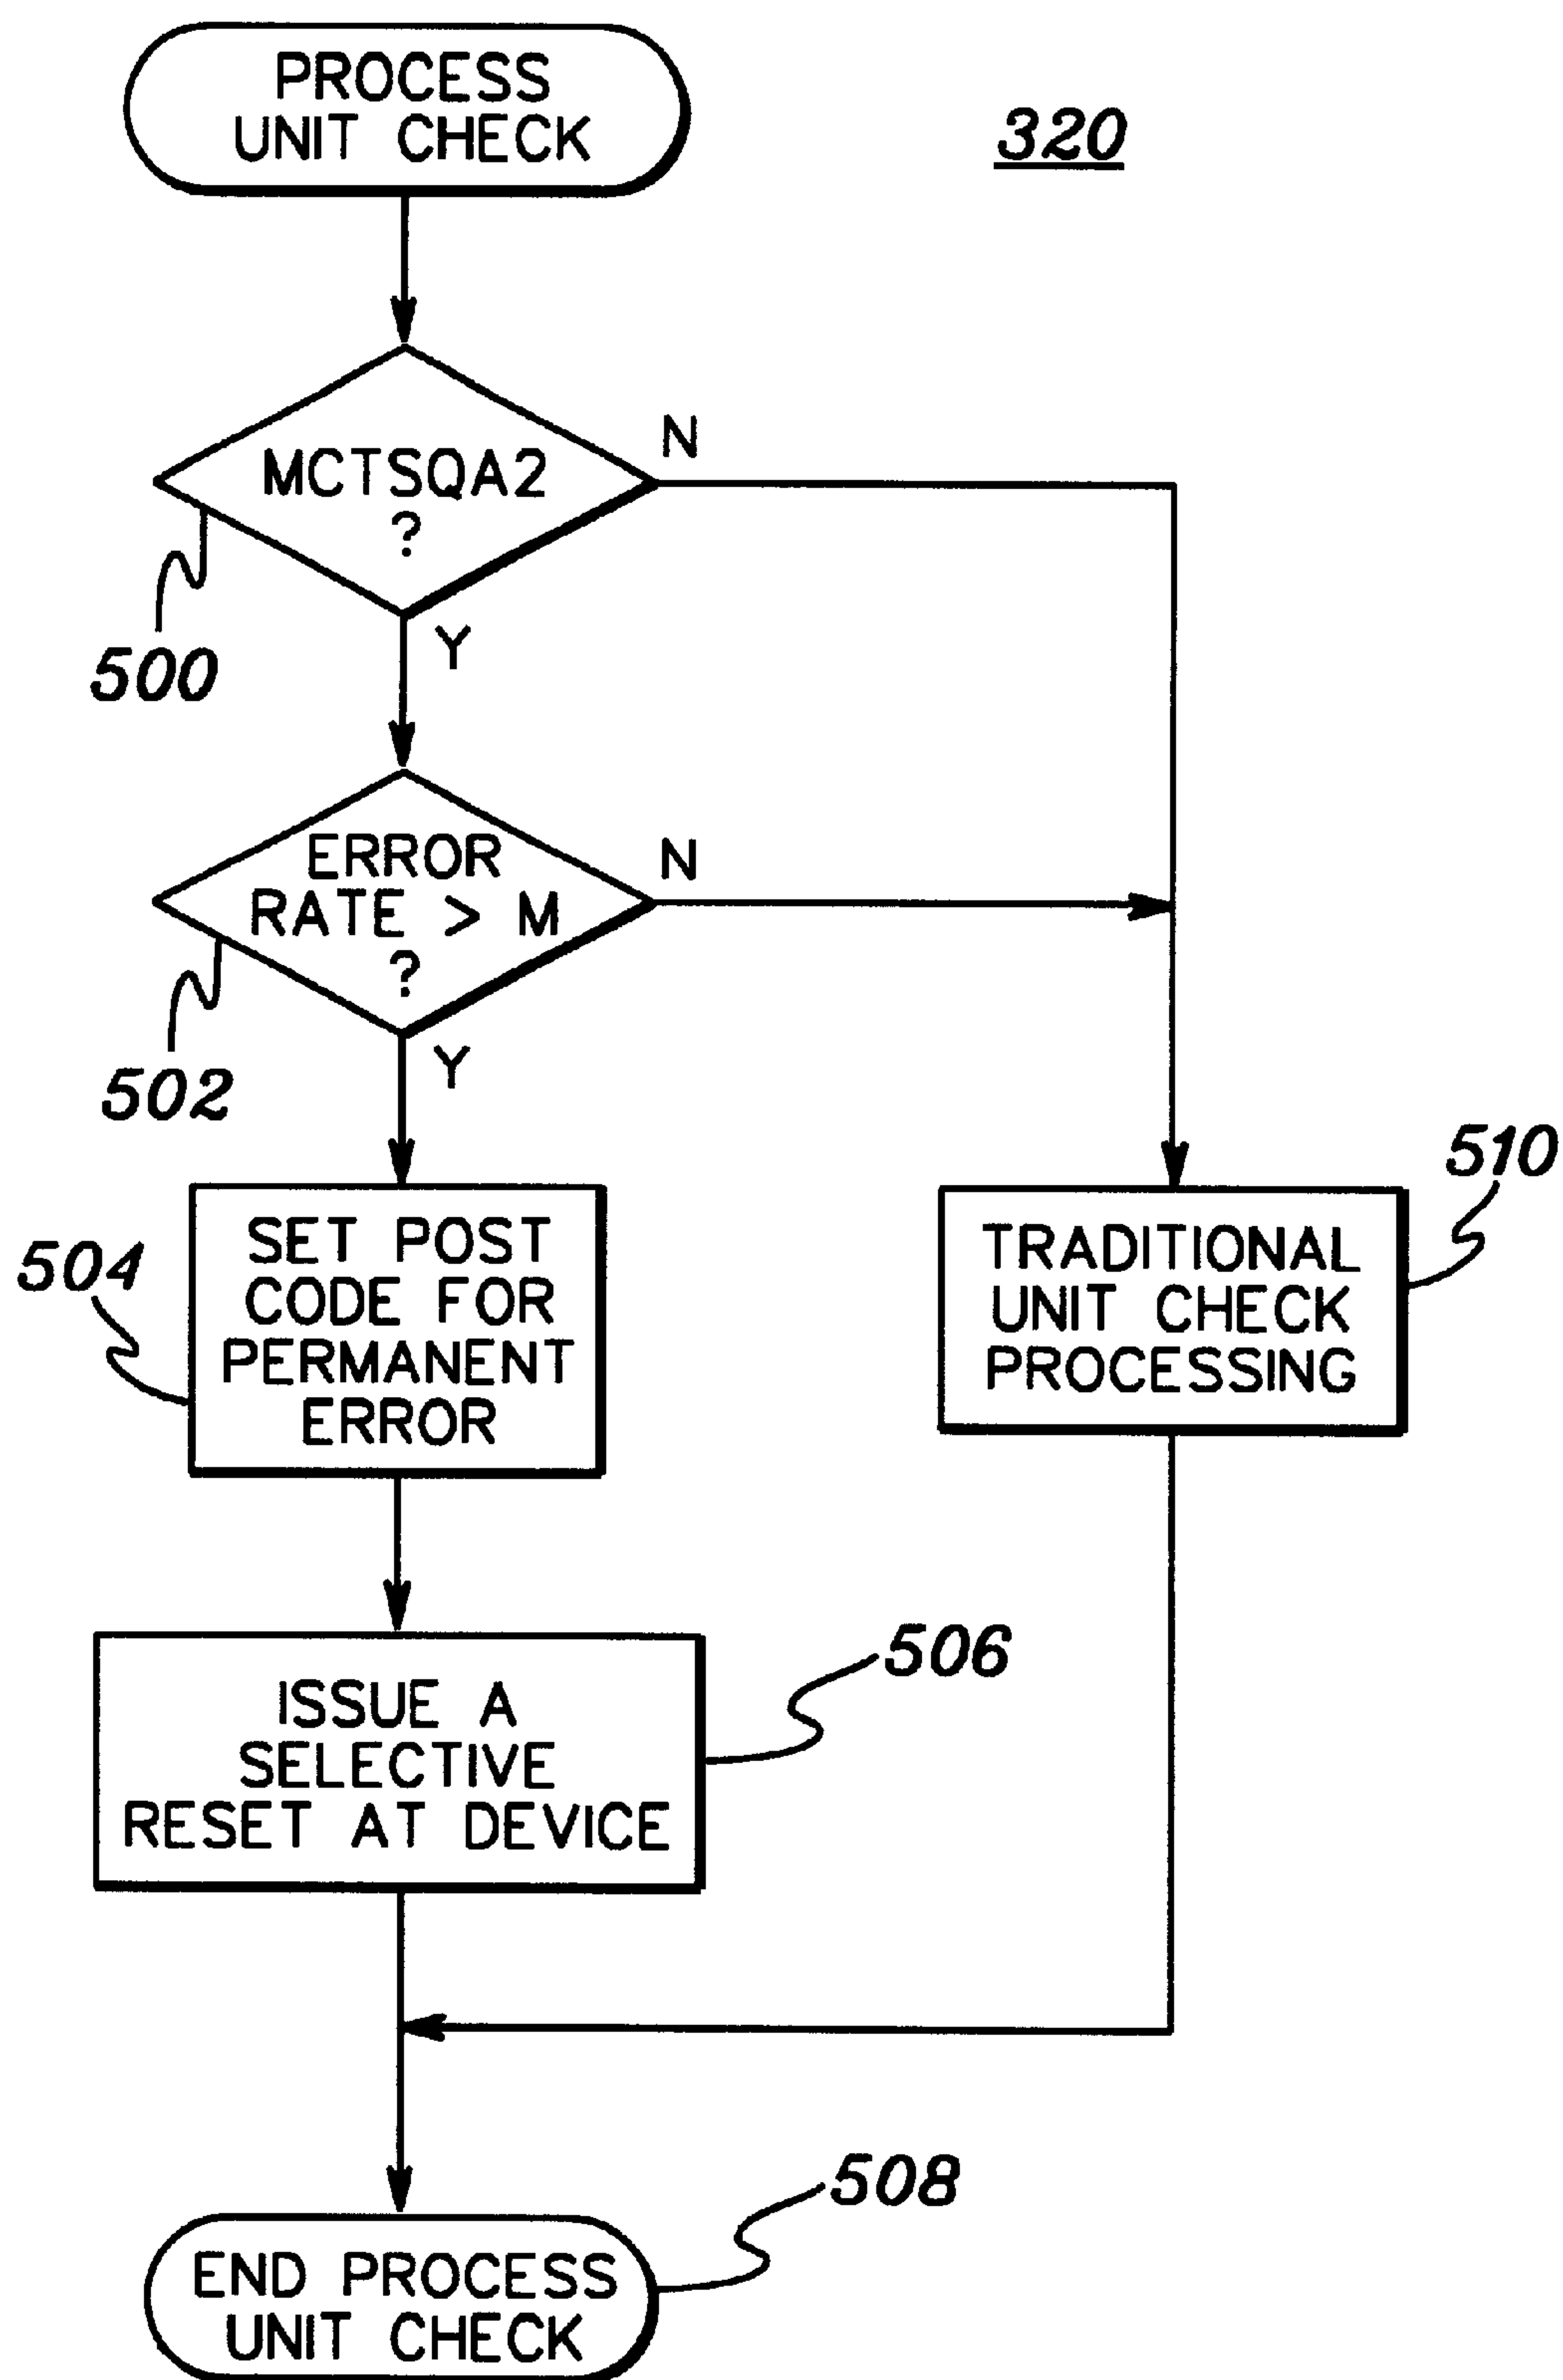 PROCESS
UNIT CHECK
320
MCTSQA2
?
N
Y
500
ERROR
RATE > M
?
N
Y
502
SET POST
CODE FOR
PERMANENT
ERROR
504
TRADITIONAL
UNIT CHECK
PROCESSING
510
ISSUE A
SELECTIVE
RESET AT DEVICE
506
END PROCESS
UNIT CHECK
508